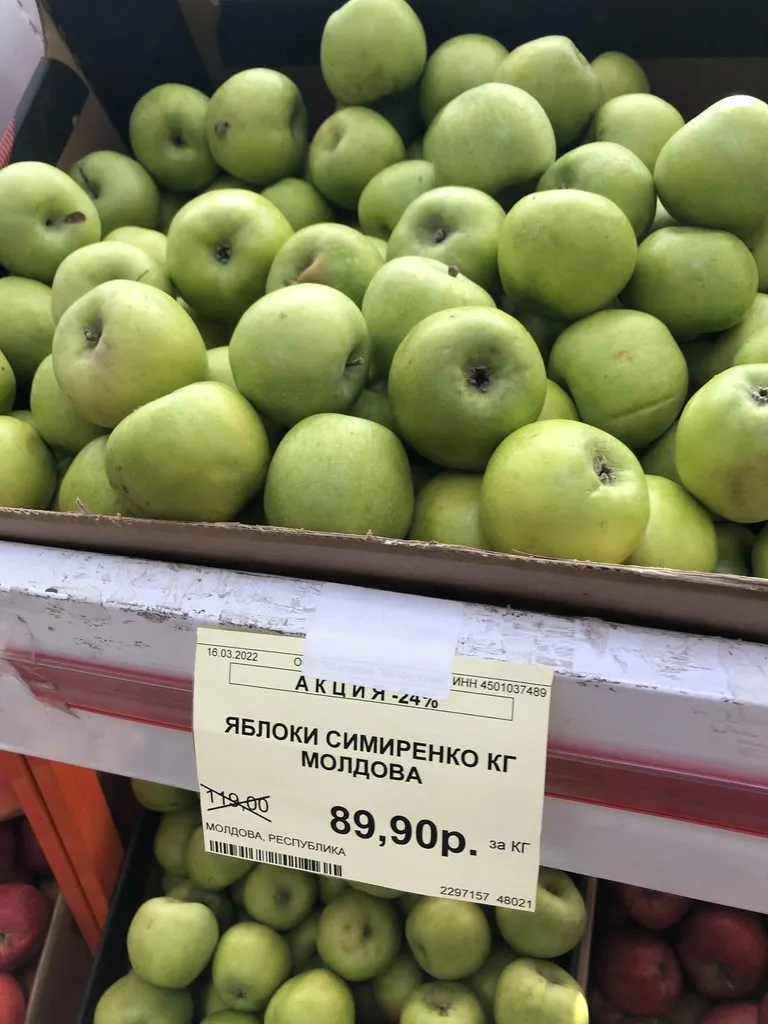 16.03.2022
ИНН 4501037489
АКЦИЯ -24%
ЯБЛОКИ СИМИРЕНКО КГ
МОЛДОВА
119,00
89,90р. за КГ
МОЛДОВА, РЕСПУБЛИКА
2297157 48021